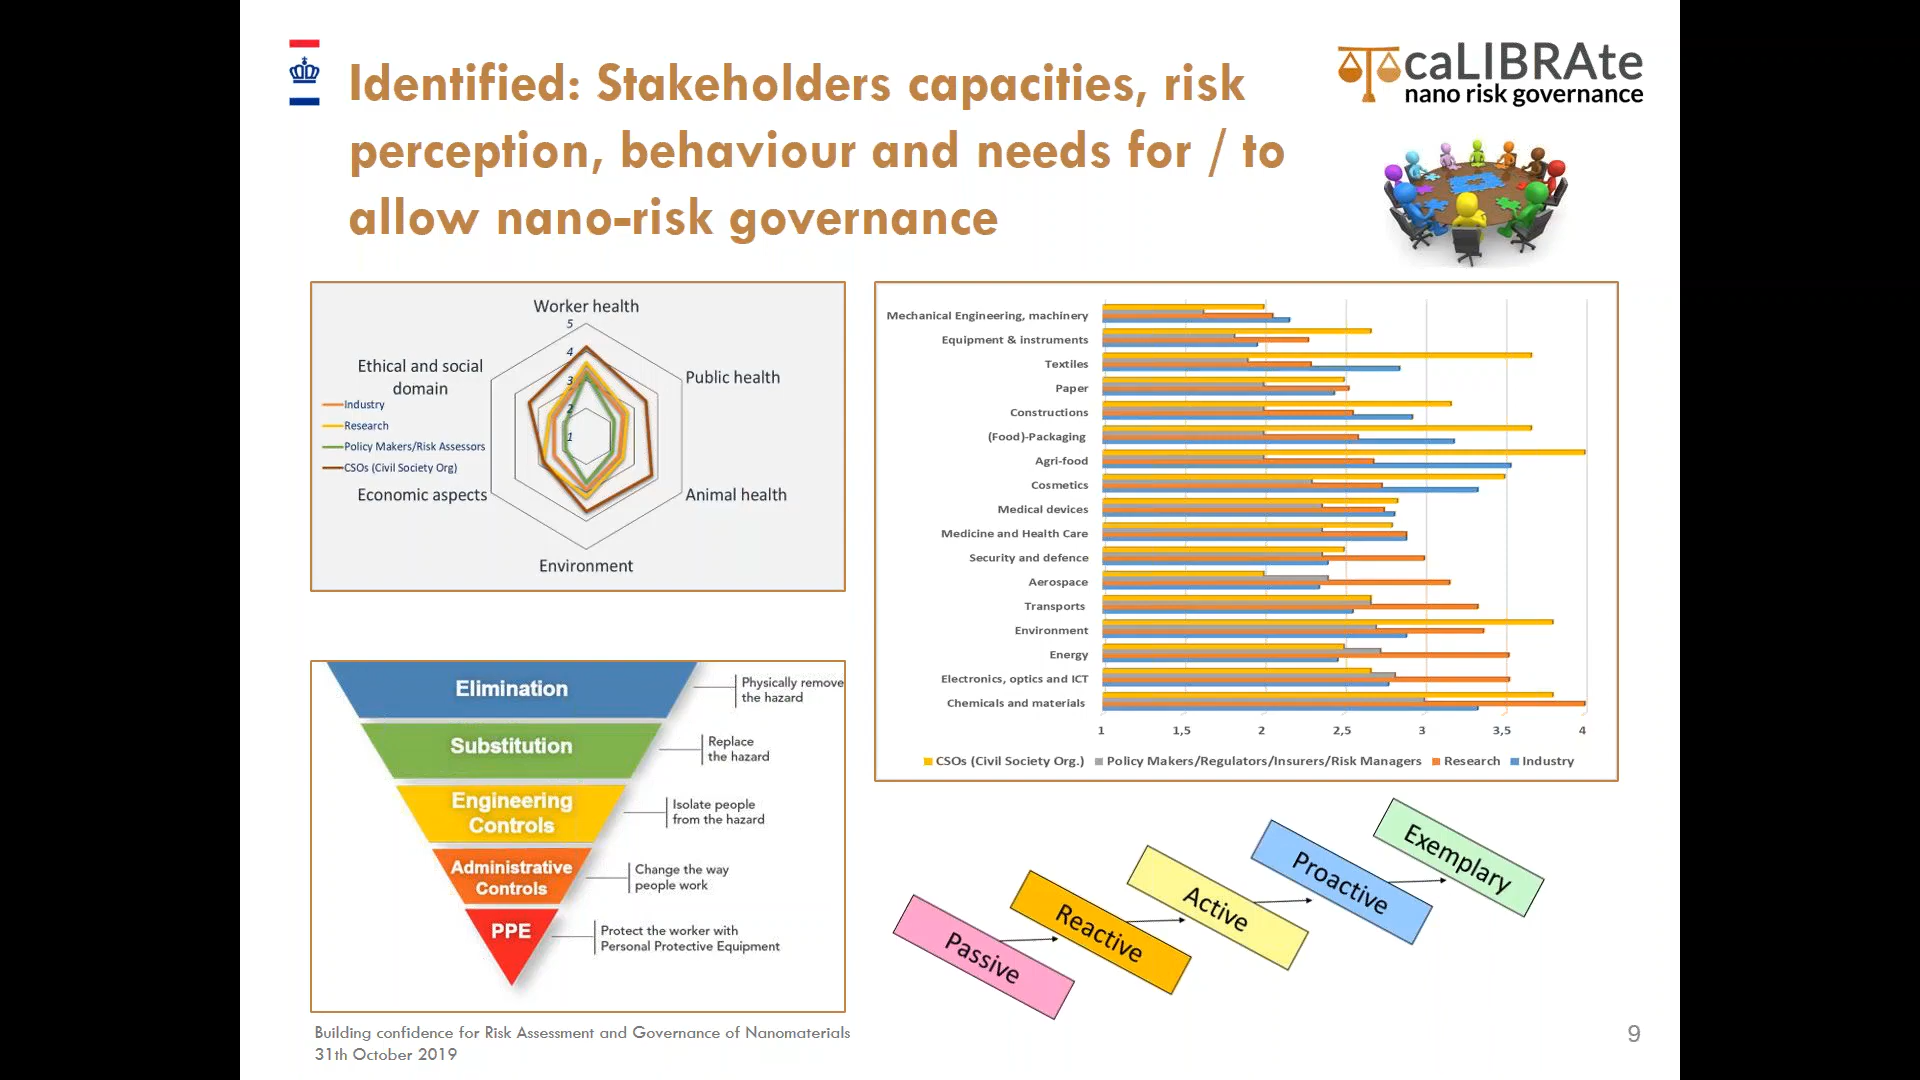 Identified: Stakeholders capacities, risk
perception, behaviour and needs for / to
allow nano-risk governance
caLIBRAte
nano risk governance
Worker health
5
4
3
2
1
Ethical and social
domain
Public health
Industry
Research
Policy Makers/Risk Assessors
CSOs (Civil Society Org)
Economic aspects
Animal health
Environment
Mechanical Engineering, machinery
Equipment & instruments
Textiles
Paper
Constructions
(Food)-Packaging
Agri-food
Cosmetics
Medical devices
Medicine and Health Care
Security and defence
Aerospace
Transports
Environment
Energy
Electronics, optics and ICT
Chemicals and materials
1 1,5 2 2,5 3 3,5 4
CSOs (Civil Society Org.) Policy Makers/Regulators/Insurers/Risk Managers Research Industry
Elimination
Physically remove
the hazard
Substitution
Replace
the hazard
Engineering
Controls
Isolate people
from the hazard
Administrative
Controls
Change the way
people work
PPE
Protect the worker with
Personal Protective Equipment
Passive
Reactive
Active
Proactive
Exemplary
Building confidence for Risk Assessment and Governance of Nanomaterials
31th October 2019
9